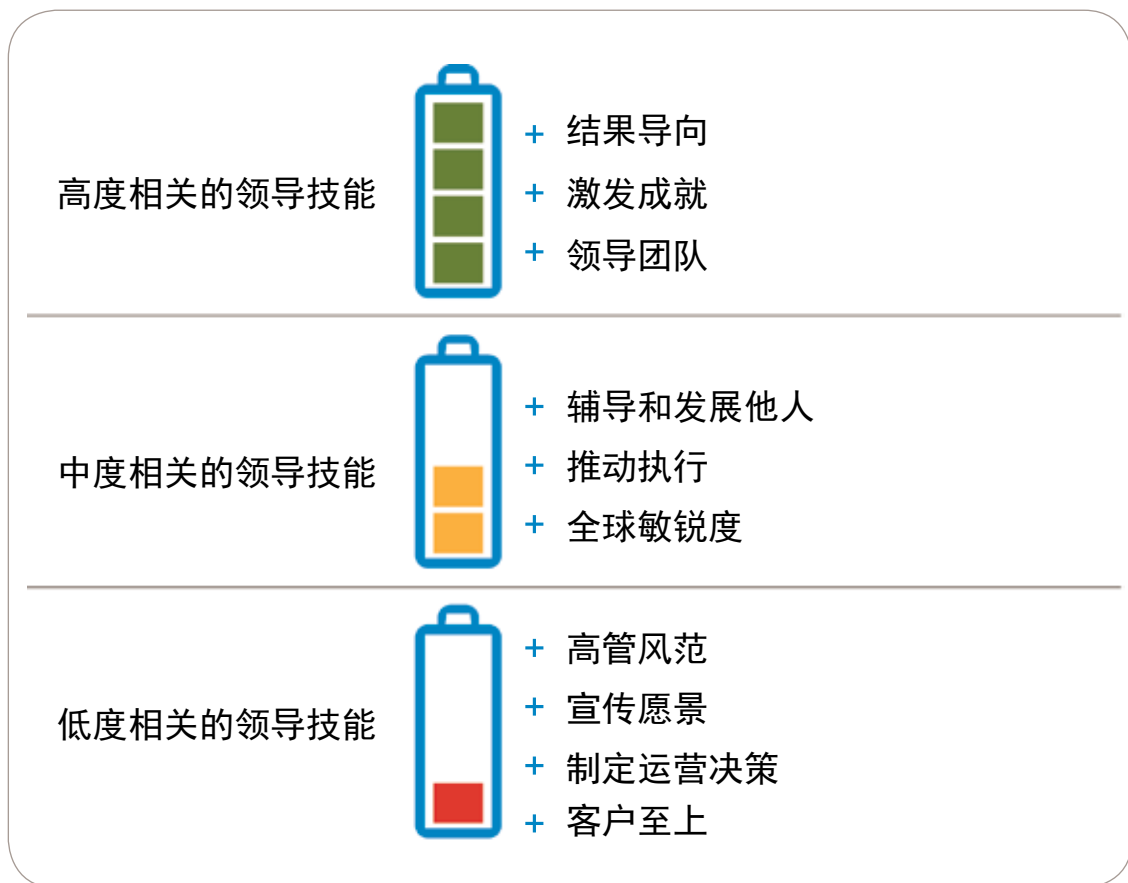 高度相关的领导技能
+ 结果导向
+ 激发成就
+ 领导团队
中度相关的领导技能
+ 辅导和发展他人
+ 推动执行
+ 全球敏锐度
低度相关的领导技能
+ 高管风范
+ 宣传愿景
+ 制定运营决策
+ 客户至上